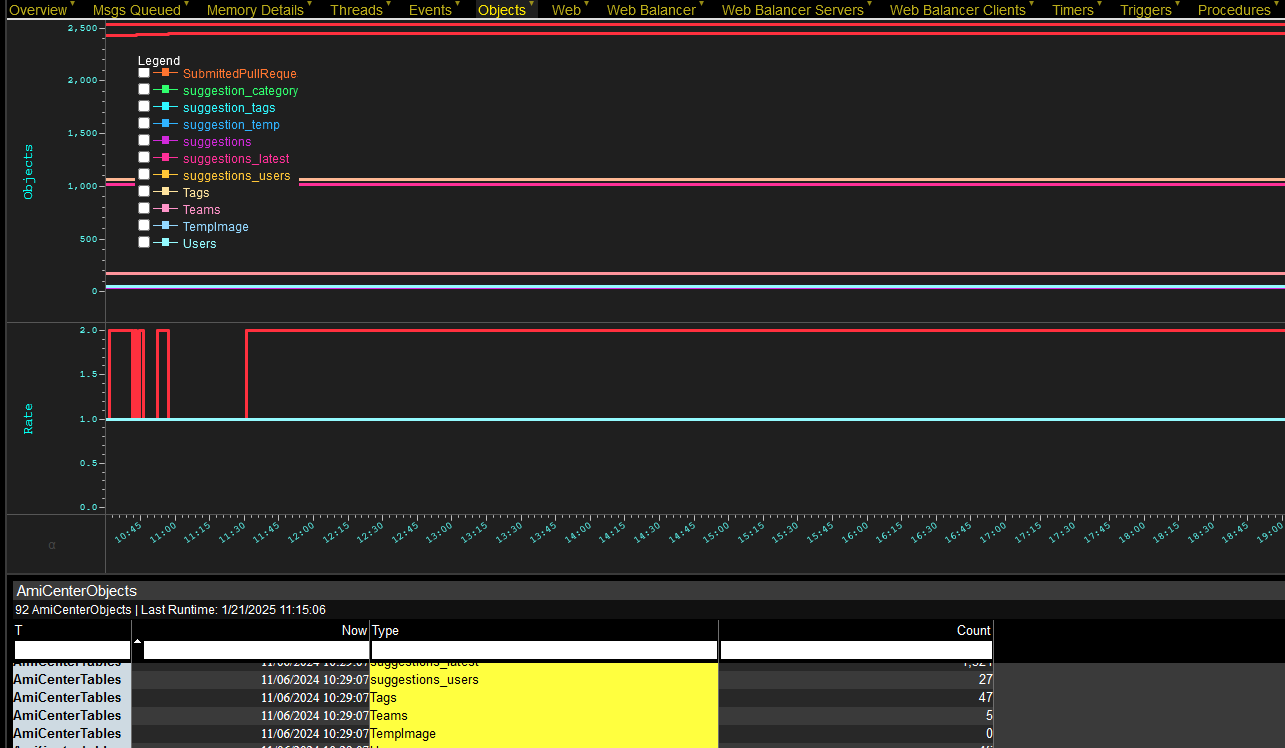 Overview Msgs Queued Memory Details Threads Events Objects Web Web Balancer Web Balancer Servers Web Balancer Clients Timers Triggers Procedures
2,500
2,000
1,500
1,000
500
0
Objects
Legend
SubmittedPullReque
suggestion_category
suggestion_tags
suggestion_temp
suggestions
suggestions_latest
suggestions_users
Tags
Teams
TempImage
Users
2.0
1.5
1.0
0.5
0.0
Rate
10:45 11:00 11:15 11:30 11:45 12:00 12:15 12:30 12:45 13:00 13:15 13:30 13:45 14:00 14:15 14:30 14:45 15:00 15:15 15:30 15:45 16:00 16:15 16:30 16:45 17:00 17:15 17:30 17:45 18:00 18:15 18:30 18:45 19:00
α
AmiCenterObjects
92 AmiCenterObjects | Last Runtime: 1/21/2025 11:15:06
T Now Type Count
AmiCenterTables 11/06/2024 10:29:07 suggestions_latest
AmiCenterTables 11/06/2024 10:29:07 suggestions_users 27
AmiCenterTables 11/06/2024 10:29:07 Tags 47
AmiCenterTables 11/06/2024 10:29:07 Teams 5
AmiCenterTables 11/06/2024 10:29:07 TempImage 0